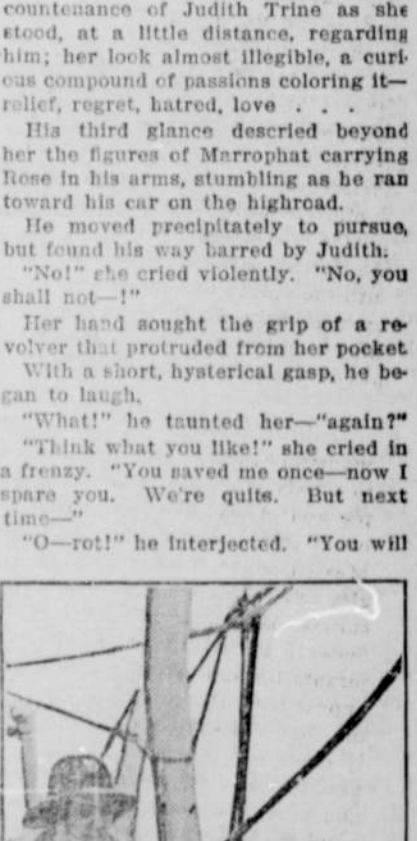 countenance of Judith Trine as she
stood, at a little distance, regarding
him; her look almost illegible, a curi-
ous compound of passions coloring it—
relief, regret, hatred, love . . .
His third glance descried beyond
her the figures of Marrophat carrying
Rose in his arms, stumbling as he ran
toward his car on the highroad.
He moved precipitately to pursue,
but found his way barred by Judith.
"No!" she cried violently. "No, you
shall not—!"
Her hand sought the grip of a re-
volver that protruded from her pocket
With a short, hysterical gasp, he be-
gan to laugh.
"What!" he taunted her—"again?"
"Think what you like!" she cried in
a frenzy. "You saved me once—now I
spare you. We're quits. But next
time—"
"O—rot!" he interjected. "You will